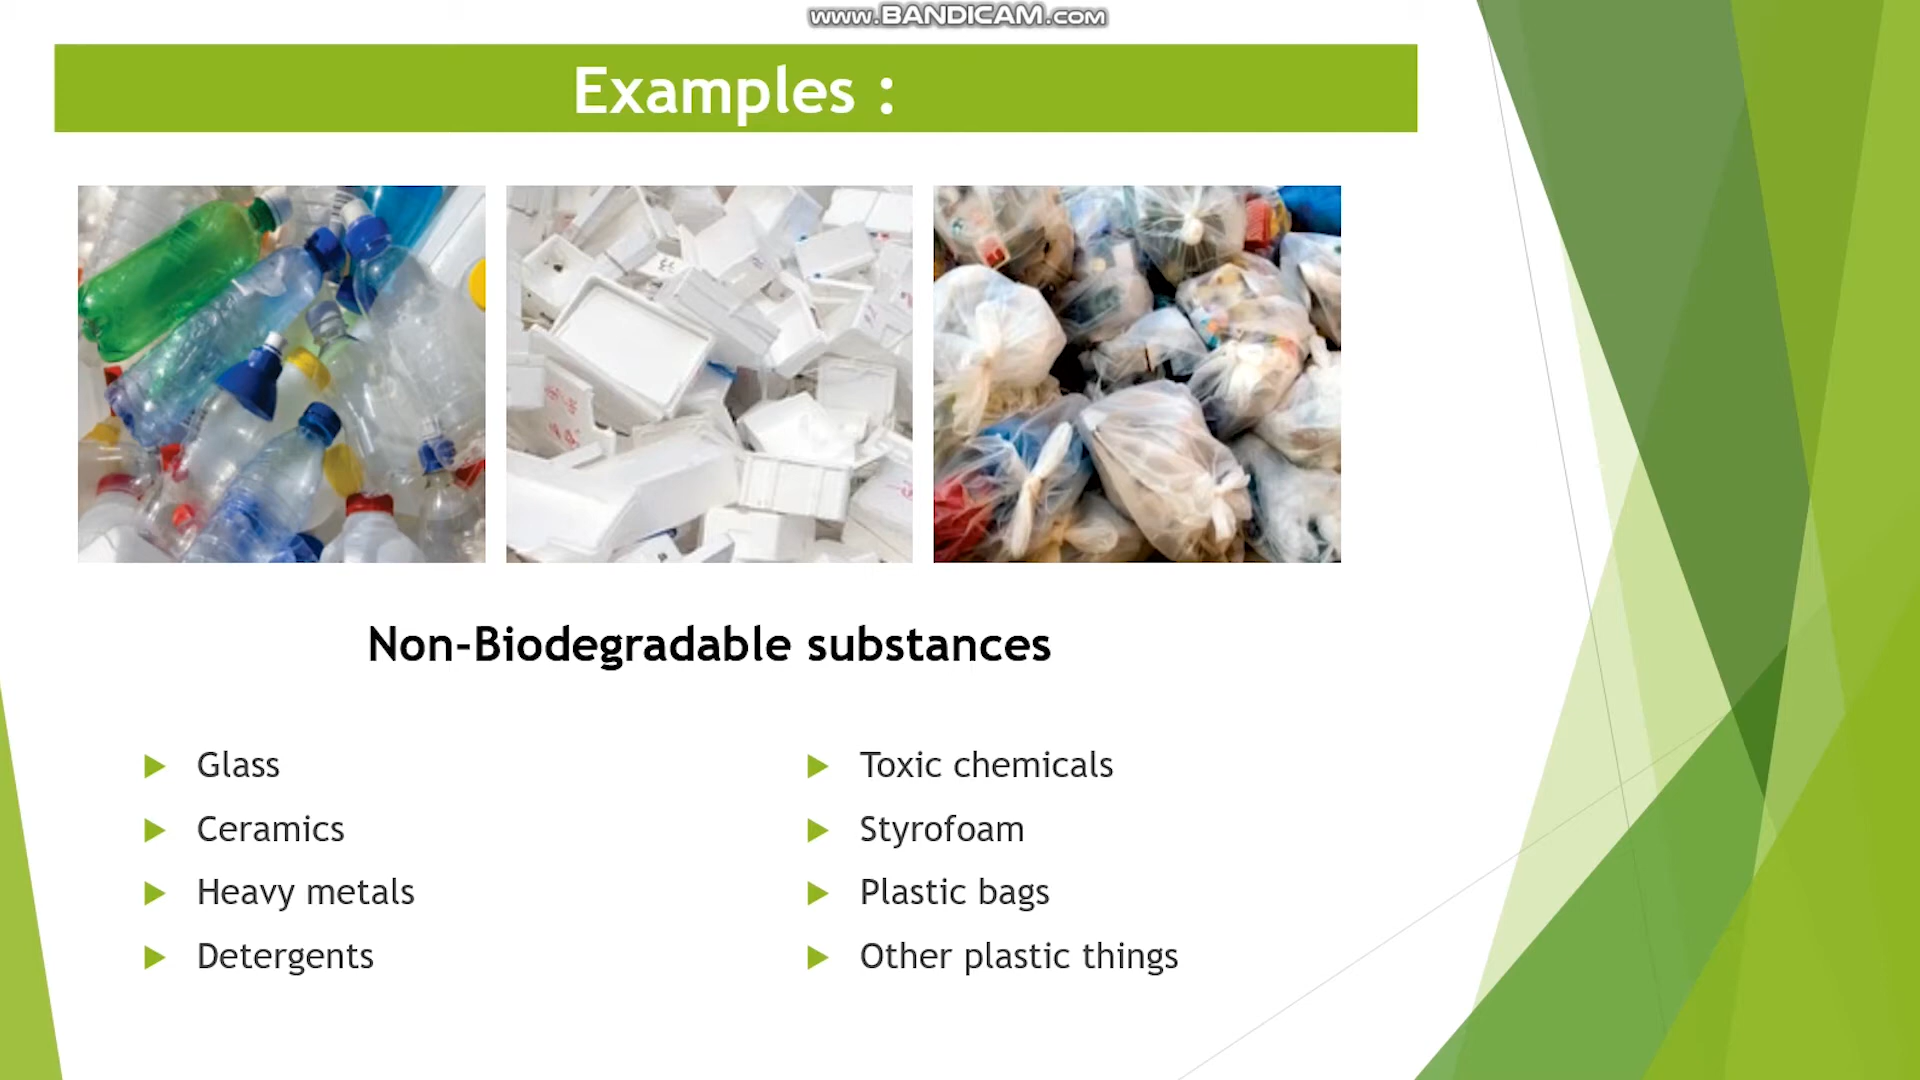 www.BANDICAM.com
Examples :
Non-Biodegradable substances
Glass
Ceramics
Heavy metals
Detergents
Toxic chemicals
Styrofoam
Plastic bags
Other plastic things